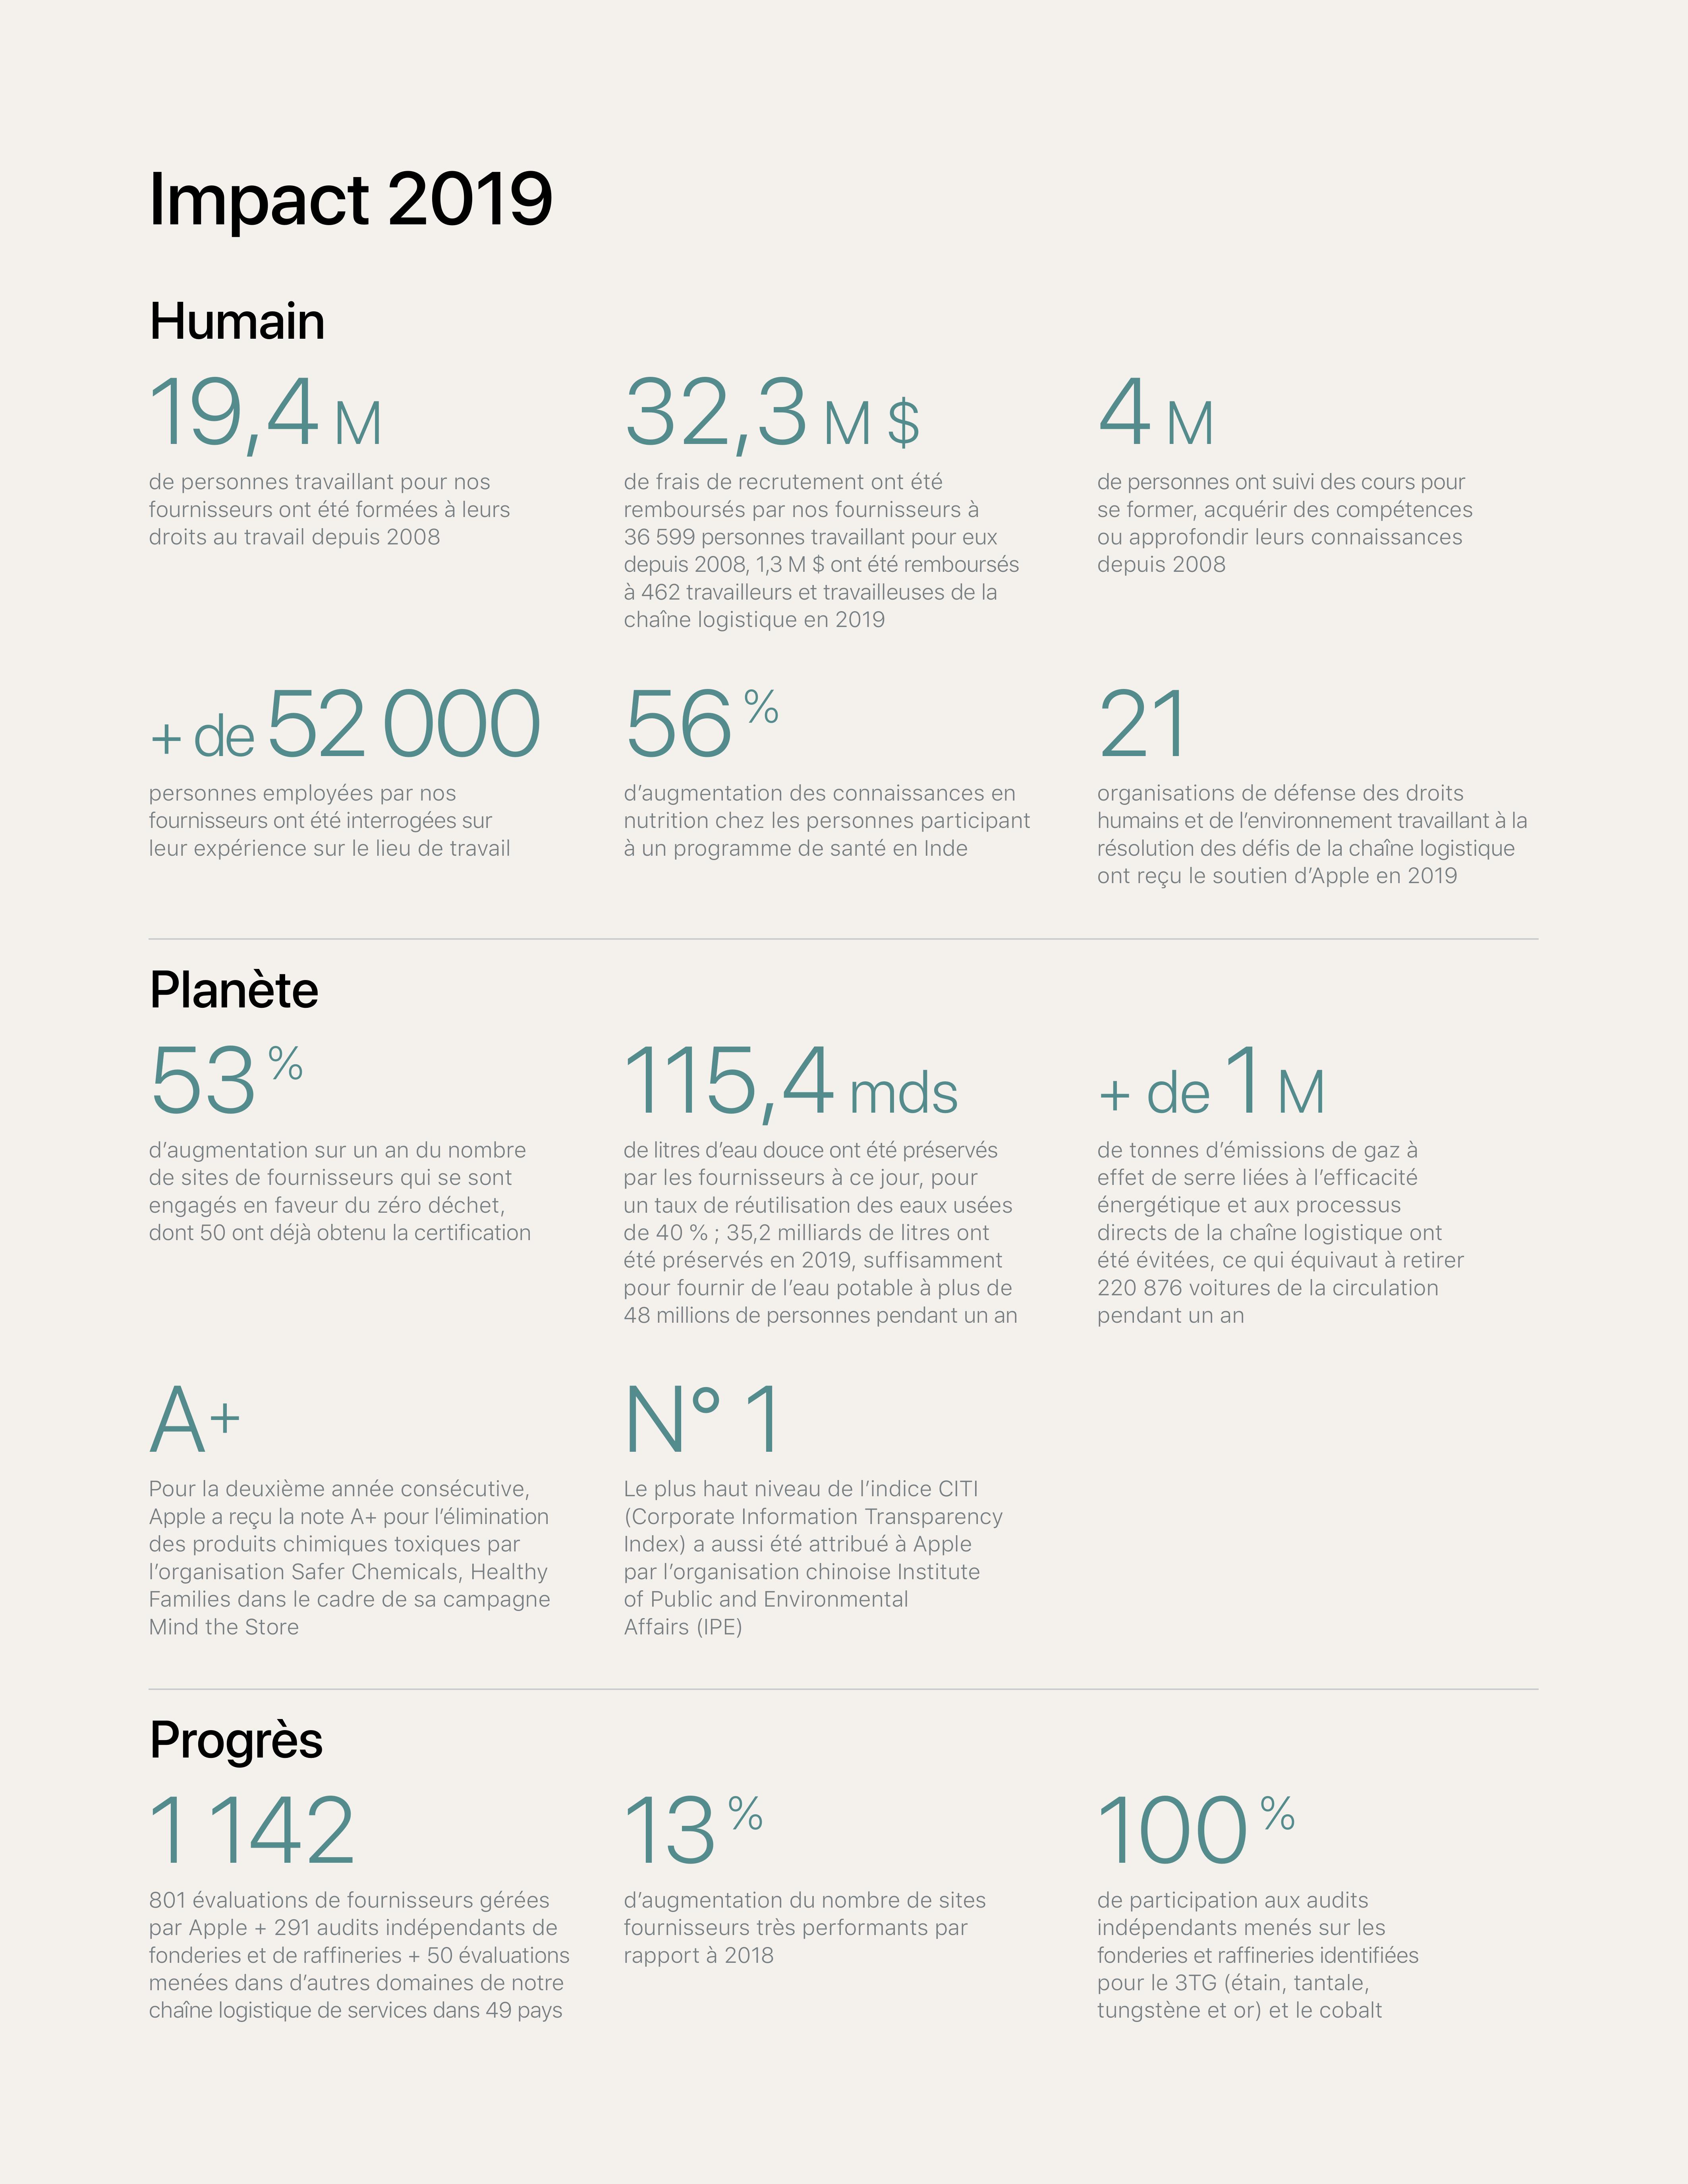 Impact 2019
Humain
19,4 M
de personnes travaillant pour nos
fournisseurs ont été formées à leurs
droits au travail depuis 2008
32,3 M $
de frais de recrutement ont été
remboursés par nos fournisseurs à
36 599 personnes travaillant pour eux
depuis 2008, 1,3 M $ ont été remboursés
à 462 travailleurs et travailleuses de la
chaîne logistique en 2019
4 M
de personnes ont suivi des cours pour
se former, acquérir des compétences
ou approfondir leurs connaissances
depuis 2008
+ de 52 000
personnes employées par nos
fournisseurs ont été interrogées sur
leur expérience sur le lieu de travail
56 %
d’augmentation des connaissances en
nutrition chez les personnes participant
à un programme de santé en Inde
21
organisations de défense des droits
humains et de l’environnement travaillant à la
résolution des défis de la chaîne logistique
ont reçu le soutien d’Apple en 2019
Planète
53 %
d’augmentation sur un an du nombre
de sites de fournisseurs qui se sont
engagés en faveur du zéro déchet,
dont 50 ont déjà obtenu la certification
115,4 mds
de litres d’eau douce ont été préservés
par les fournisseurs à ce jour, pour
un taux de réutilisation des eaux usées
de 40 % ; 35,2 milliards de litres ont
été préservés en 2019, suffisamment
pour fournir de l’eau potable à plus de
48 millions de personnes pendant un an
+ de 1 M
de tonnes d’émissions de gaz à
effet de serre liées à l’efficacité
énergétique et aux processus
directs de la chaîne logistique ont
été évitées, ce qui équivaut à retirer
220 876 voitures de la circulation
pendant un an
A+
Pour la deuxième année consécutive,
Apple a reçu la note A+ pour l’élimination
des produits chimiques toxiques par
l’organisation Safer Chemicals, Healthy
Families dans le cadre de sa campagne
Mind the Store
N° 1
Le plus haut niveau de l’indice CITI
(Corporate Information Transparency
Index) a aussi été attribué à Apple
par l’organisation chinoise Institute
of Public and Environmental
Affairs (IPE)
Progrès
1 142
801 évaluations de fournisseurs gérées
par Apple + 291 audits indépendants de
fonderies et de raffineries + 50 évaluations
menées dans d’autres domaines de notre
chaîne logistique de services dans 49 pays
13 %
d’augmentation du nombre de sites
fournisseurs très performants par
rapport à 2018
100 %
de participation aux audits
indépendants menés sur les
fonderies et raffineries identifiées
pour le 3TG (étain, tantale,
tungstène et or) et le cobalt